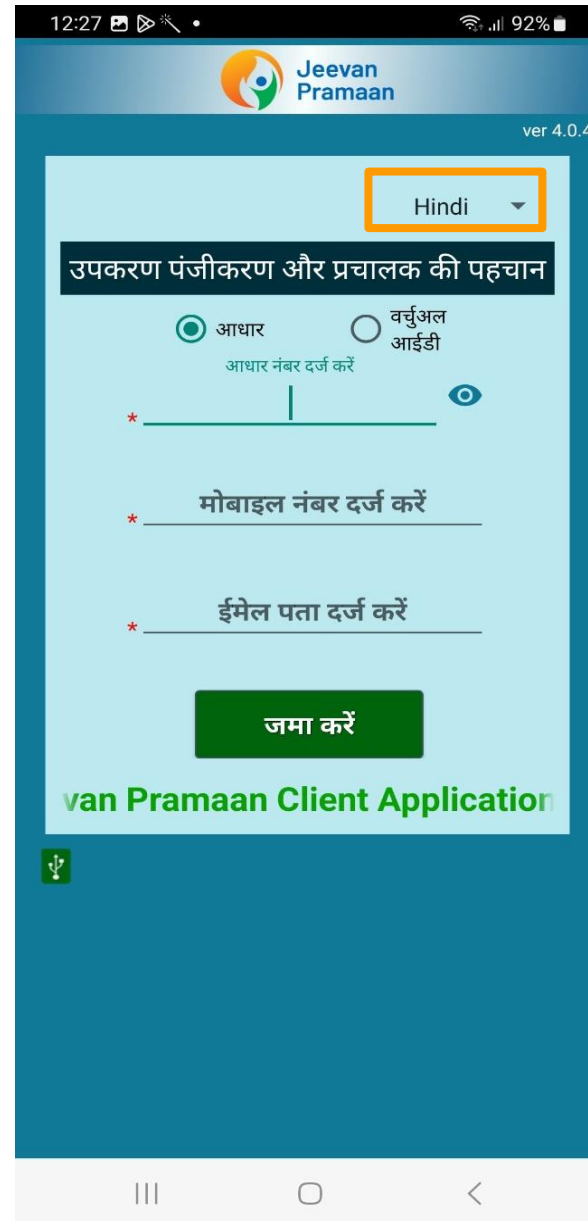 12:27
92%
Jeevan
Pramaan
ver 4.0.4
Hindi
उपकरण पंजीकरण और प्रचालक की पहचान
आधार
वर्चुअल
आईडी
आधार नंबर दर्ज करें
*
मोबाइल नंबर दर्ज करें
*
ईमेल पता दर्ज करें
*
जमा करें
van Pramaan Client Application